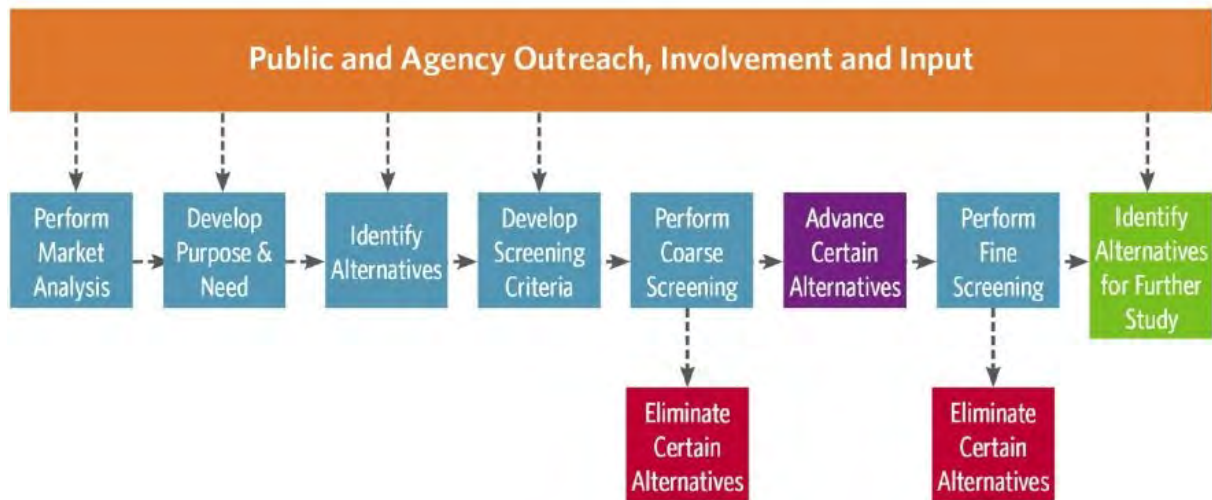 Public and Agency Outreach, Involvement and Input
Perform
Market
Analysis
Develop
Purpose &
Need
Identify
Alternatives
Develop
Screening
Criteria
Perform
Coarse
Screening
Advance
Certain
Alternatives
Perform
Fine
Screening
Identify
Alternatives
for Further
Study
Eliminate
Certain
Alternatives
Eliminate
Certain
Alternatives